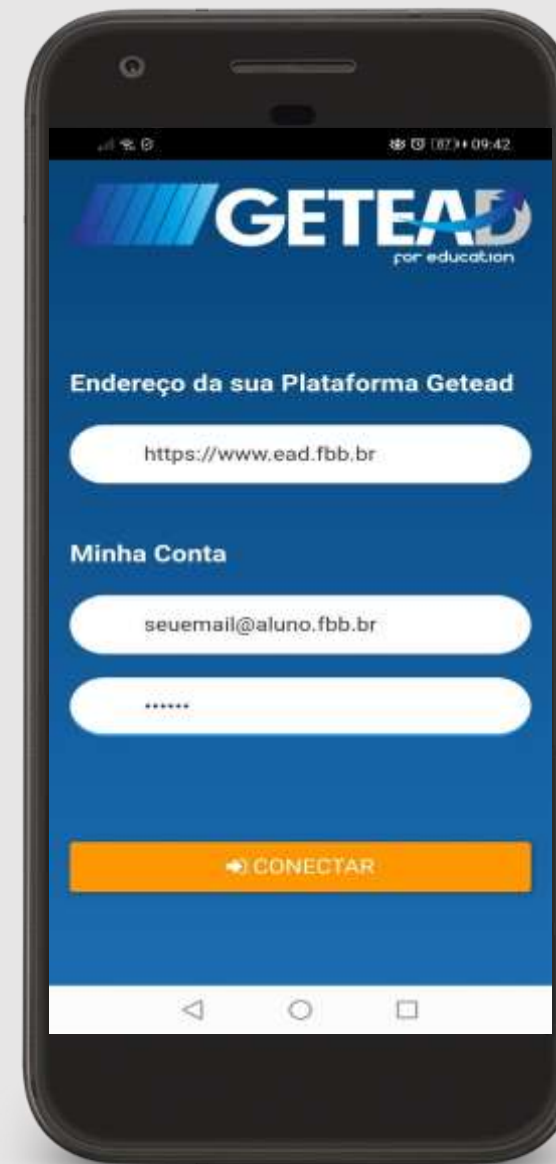 09:42
GETEAD
for education
Endereço da sua Plataforma Getead
https://www.ead.fbb.br
Minha Conta
seuemail@aluno.fbb.br
••••••
CONECTAR